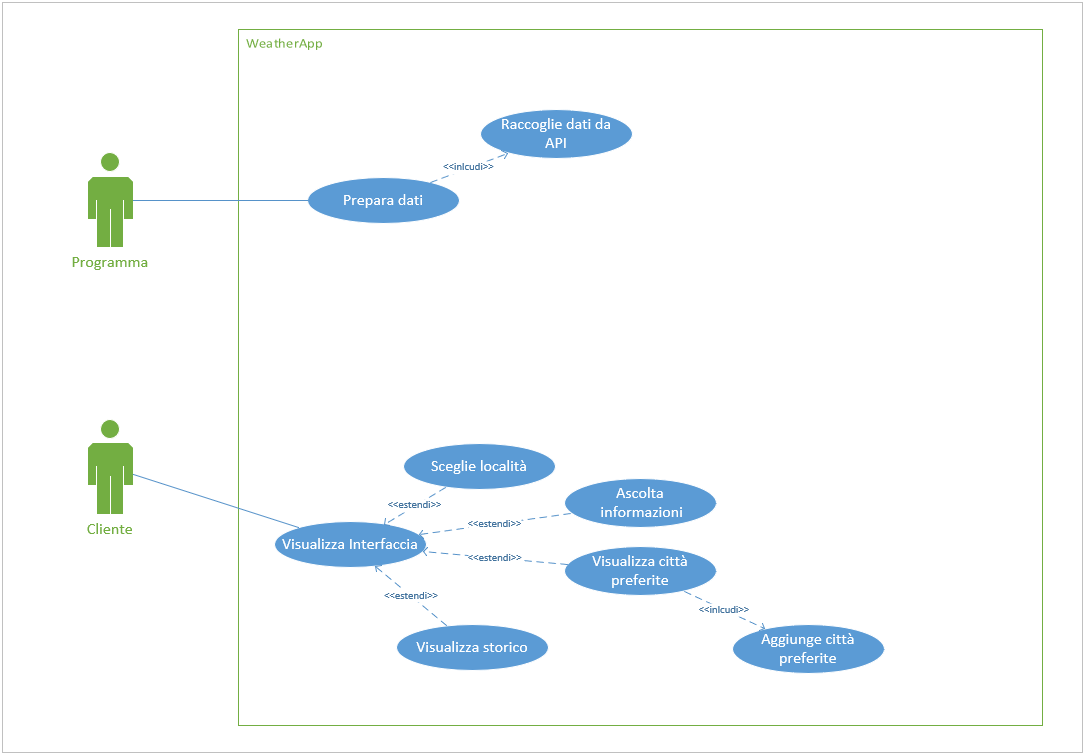 WeatherApp
Raccoglie dati da
API
<<inlcudi>>
Prepara dati
Programma
Sceglie località
<<estendi>>
Ascolta
informazioni
<<estendi>>
Cliente
Visualizza Interfaccia
<<estendi>>
Visualizza città
preferite
<<estendi>>
<<inlcudi>>
Visualizza storico
Aggiunge città
preferite